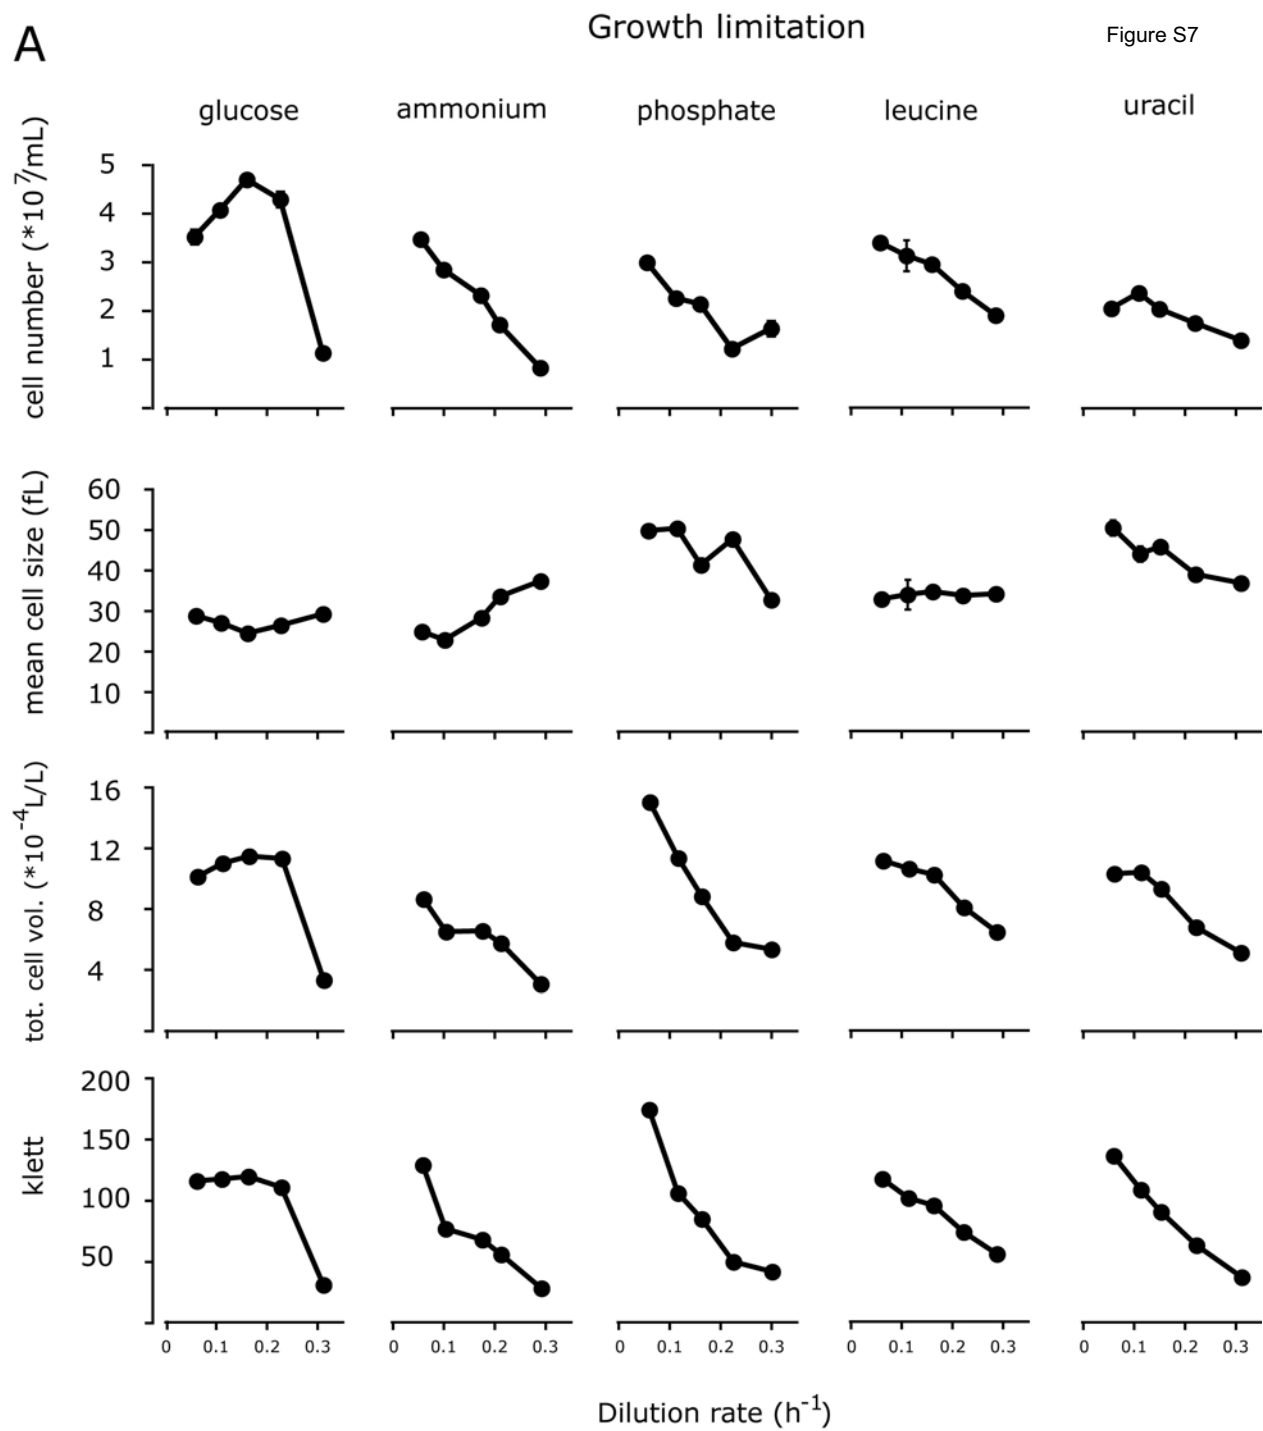 A
Growth limitation
Figure S7
glucose ammonium phosphate leucine uracil
cell number (*10^7/mL)
5
4
3
2
1
mean cell size (fL)
60
50
40
30
20
10
tot. cell vol. (*10^-4L/L)
16
12
8
4
klett
200
150
100
50
0 0.1 0.2 0.3 0 0.1 0.2 0.3 0 0.1 0.2 0.3 0 0.1 0.2 0.3 0 0.1 0.2 0.3
Dilution rate (h^-1)